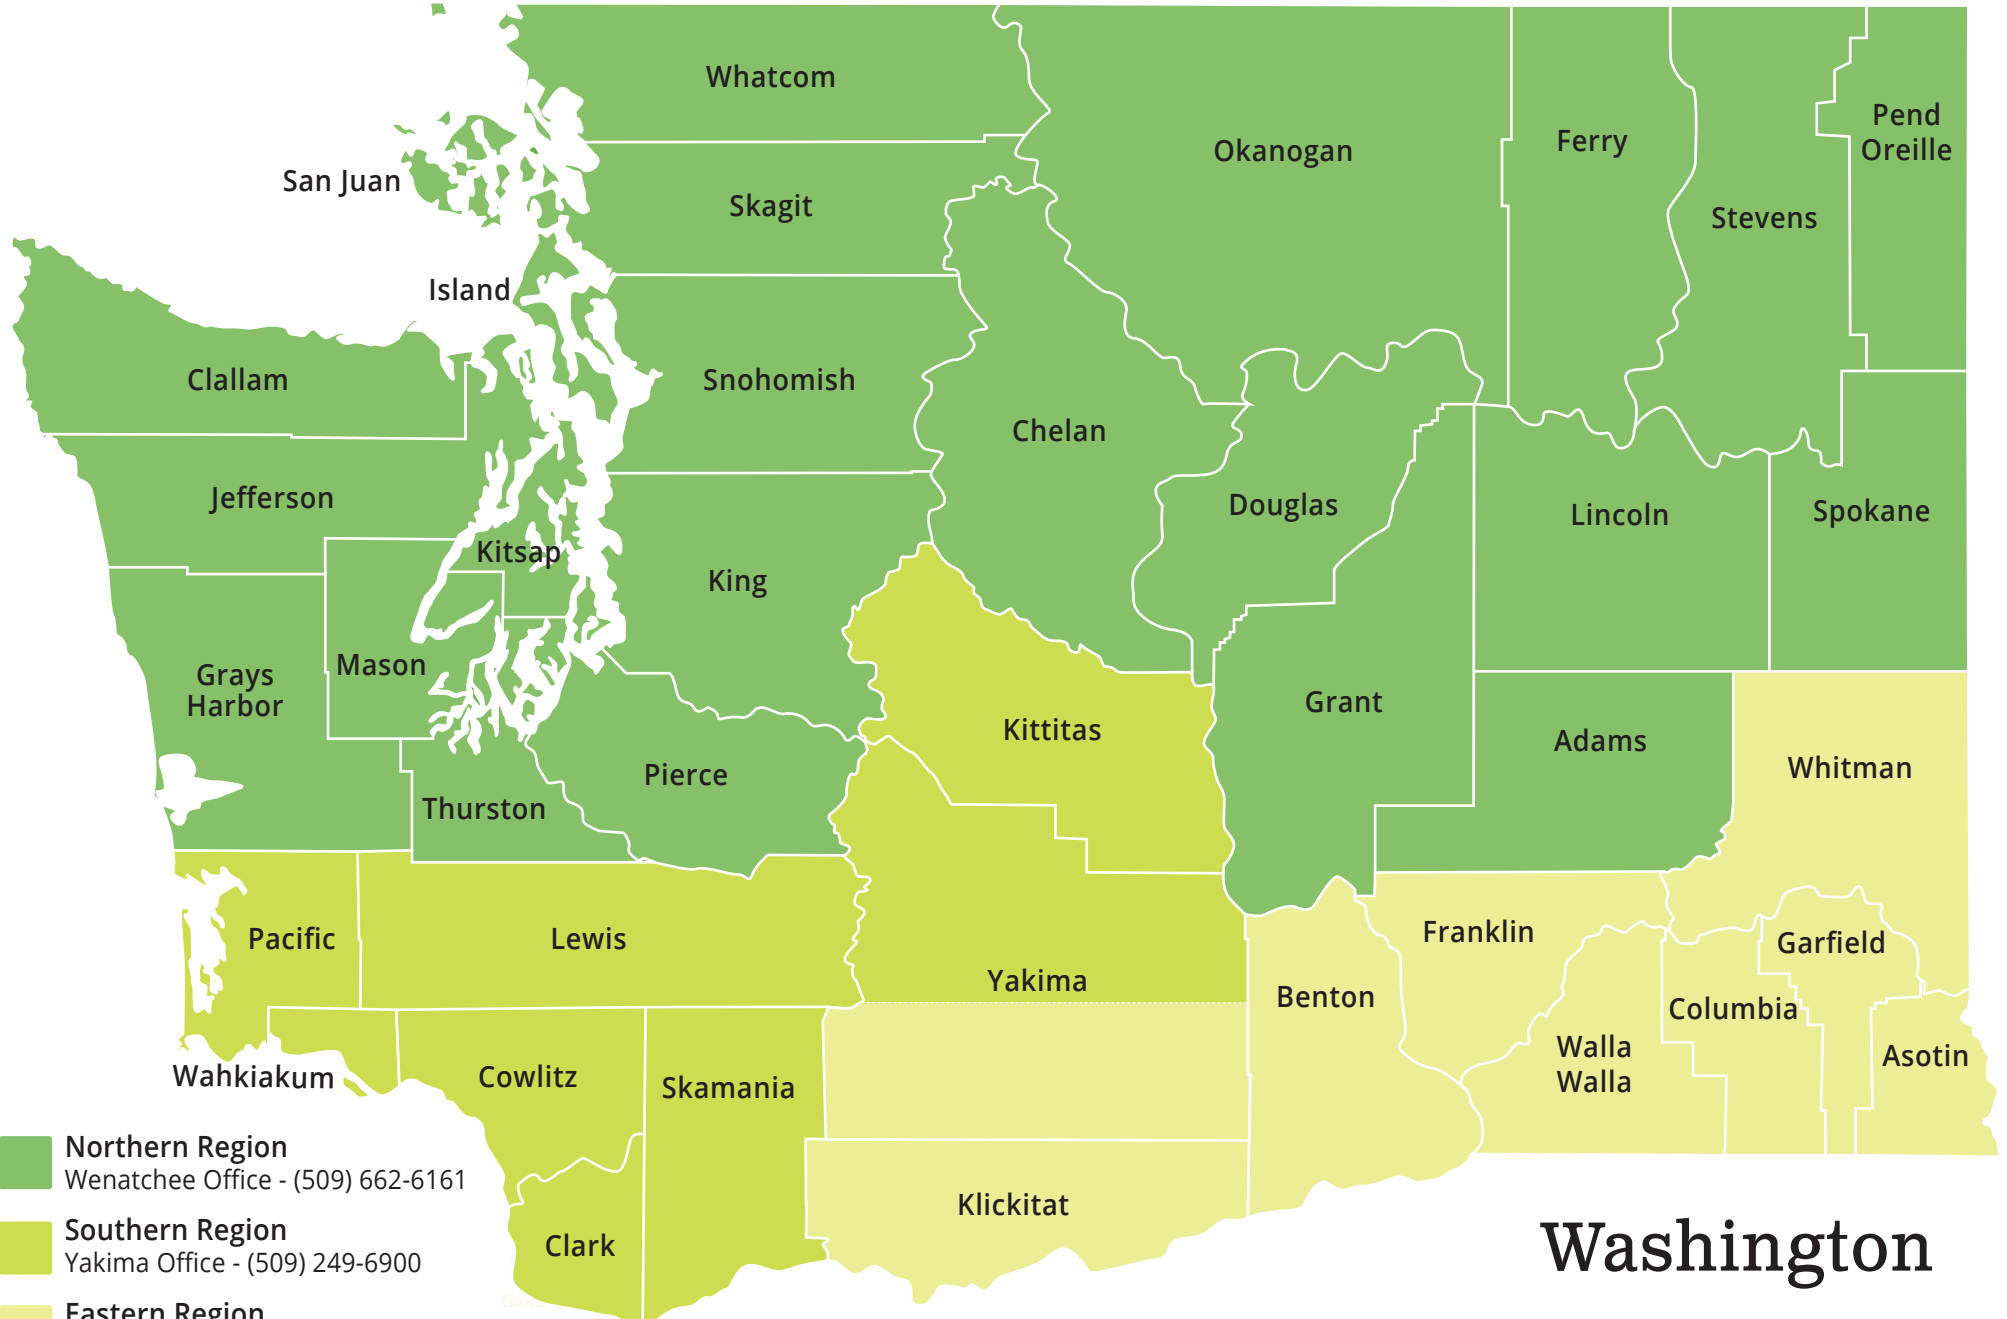 Whatcom
Okanogan
Ferry
Pend
Oreille
San Juan
Skagit
Stevens
Island
Clallam
Snohomish
Chelan
Jefferson
Douglas
Lincoln
Spokane
Kitsap
King
Grays
Harbor
Mason
Grant
Kittitas
Adams
Whitman
Pierce
Thurston
Pacific
Lewis
Franklin
Garfield
Yakima
Benton
Columbia
Walla
Walla
Asotin
Wahkiakum
Cowlitz
Skamania
Klickitat
Clark
Northern Region
Wenatchee Office - (509) 662-6161
Southern Region
Yakima Office - (509) 249-6900
Eastern Region
Washington